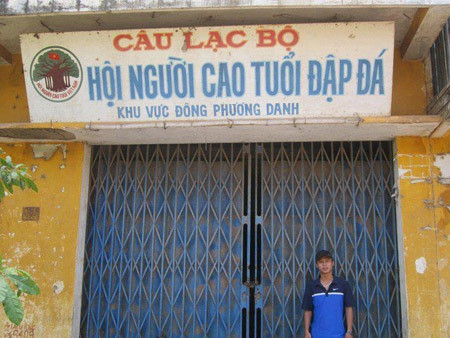 CÂU LẠC BỘ
HỘI NGƯỜI CAO TUỔI ĐẬP ĐÁ
KHU VỰC ĐÔNG PHƯƠNG DANH